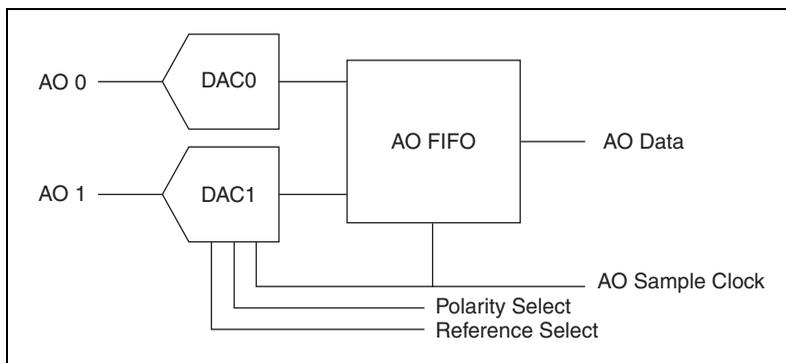 AO 0
DAC0
AO FIFO
AO Data
AO 1
DAC1
AO Sample Clock
Polarity Select
Reference Select